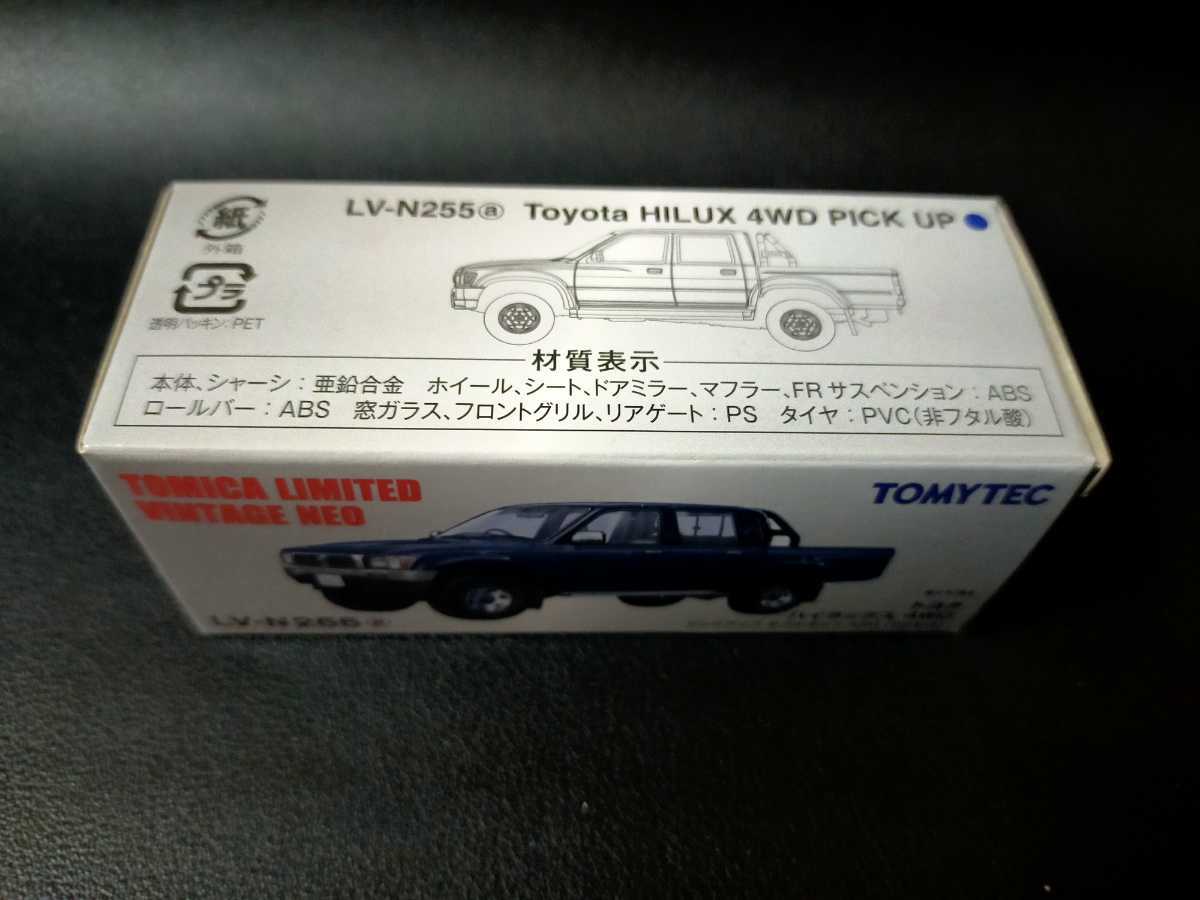 紙
外箱
プラ
透明パッキン:PET
LV-N255ⓐ Toyota HILUX 4WD PICK UP
材質表示
本体、シャーシ:亜鉛合金 ホイール、シート、ドアミラー、マフラー、FRサスペンション:ABS
ロールバー:ABS 窓ガラス、フロントグリル、リアゲート:PS タイヤ:PVC(非フタル酸)
TOMICA LIMITED
VINTAGE NEO
TOMYTEC
LV-N255ⓐ
トヨタ
ハイラックス 4WD